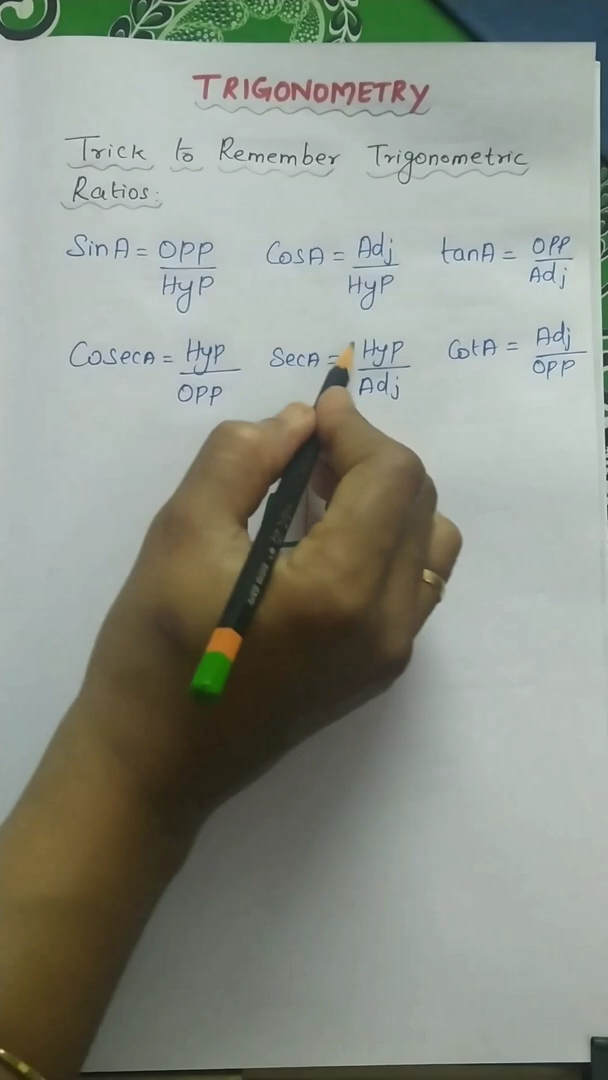 TRIGONOMETRY
Trick to Remember Trigonometric
Ratios:
SinA = OPP/HyP CosA = Adj/HyP tanA = OPP/Adj
CosecA = HyP/OPP SecA = HyP/Adj CotA = Adj/OPP